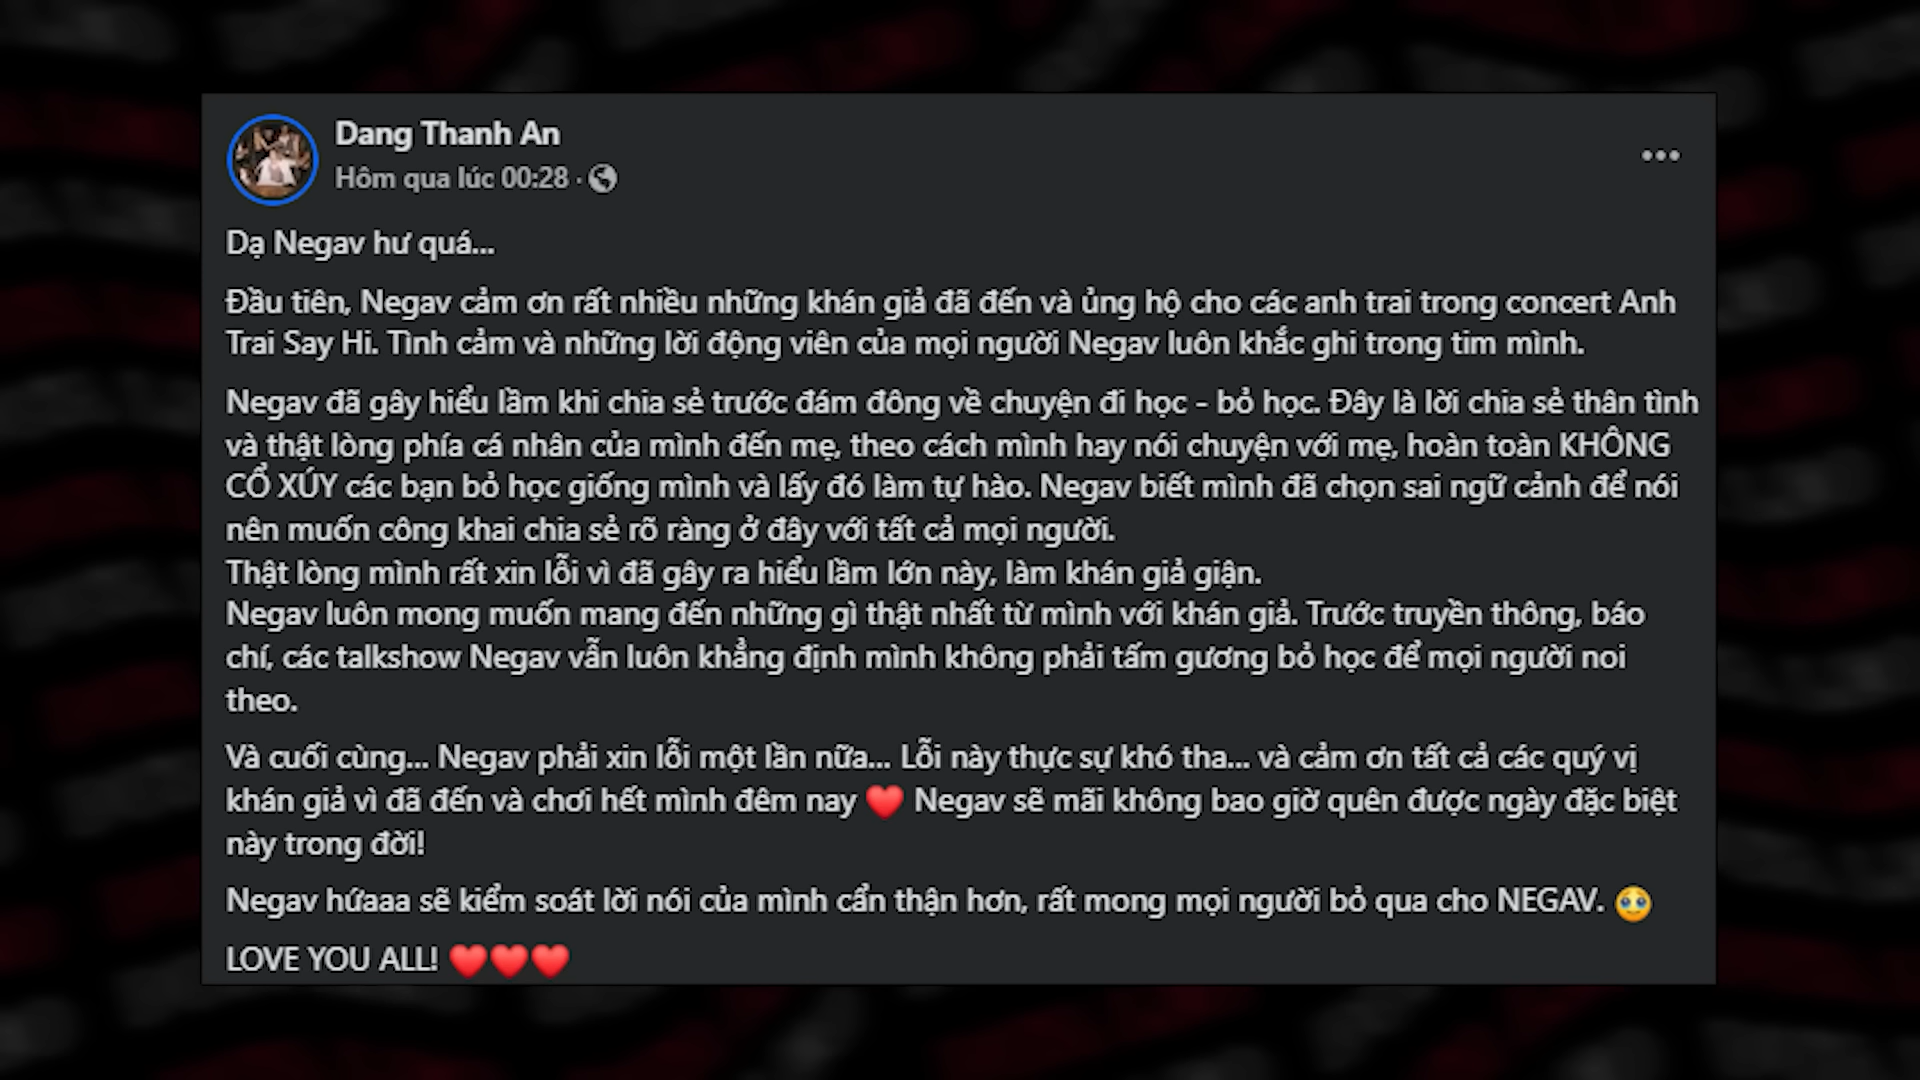 Dang Thanh An
Hôm qua lúc 00:28 ·
Dạ Negav hư quá...
Đầu tiên, Negav cảm ơn rất nhiều những khán giả đã đến và ủng hộ cho các anh trai trong concert Anh
Trai Say Hi. Tình cảm và những lời động viên của mọi người Negav luôn khắc ghi trong tim mình.
Negav đã gây hiểu lầm khi chia sẻ trước đám đông về chuyện đi học - bỏ học. Đây là lời chia sẻ thân tình
và thật lòng phía cá nhân của mình đến mẹ, theo cách mình hay nói chuyện với mẹ, hoàn toàn KHÔNG
CỔ XÚY các bạn bỏ học giống mình và lấy đó làm tự hào. Negav biết mình đã chọn sai ngữ cảnh để nói
nên muốn công khai chia sẻ rõ ràng ở đây với tất cả mọi người.
Thật lòng mình rất xin lỗi vì đã gây ra hiểu lầm lớn này, làm khán giả giận.
Negav luôn mong muốn mang đến những gì thật nhất từ mình với khán giả. Trước truyền thông, báo
chí, các talkshow Negav vẫn luôn khẳng định mình không phải tấm gương bỏ học để mọi người noi
theo.
Và cuối cùng... Negav phải xin lỗi một lần nữa... Lỗi này thực sự khó tha... và cảm ơn tất cả các quý vị
khán giả vì đã đến và chơi hết mình đêm nay ❤️ Negav sẽ mãi không bao giờ quên được ngày đặc biệt
này trong đời!
Negav hứaaa sẽ kiểm soát lời nói của mình cẩn thận hơn, rất mong mọi người bỏ qua cho NEGAV. 🥹
LOVE YOU ALL! ❤️❤️❤️